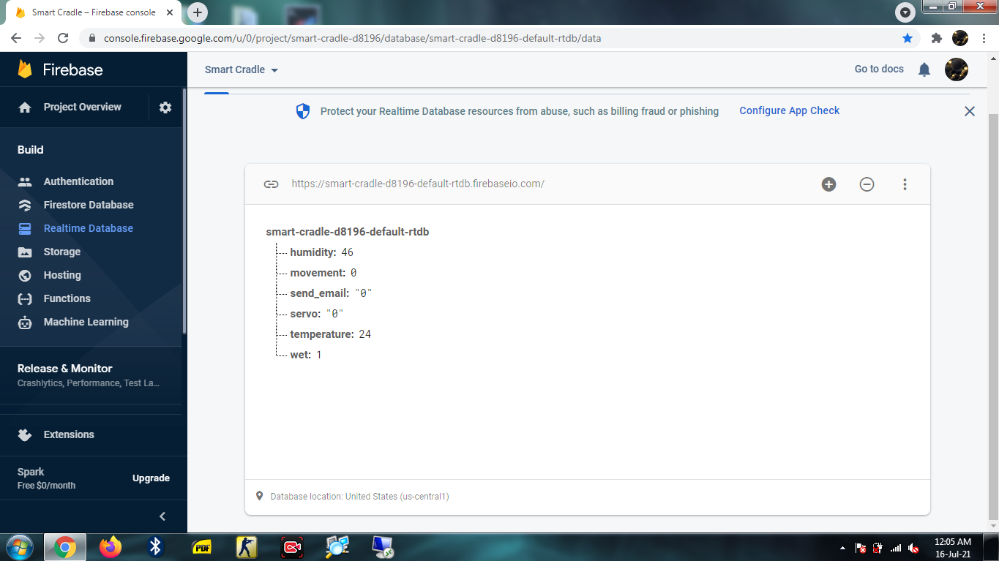 Smart Cradle – Firebase console
console.firebase.google.com/u/0/project/smart-cradle-d8196/database/smart-cradle-d8196-default-rtdb/data
Firebase
Smart Cradle
Go to docs
Project Overview
Protect your Realtime Database resources from abuse, such as billing fraud or phishing
Configure App Check
Build
Authentication
Firestore Database
Realtime Database
Storage
Hosting
Functions
Machine Learning
Release & Monitor
Crashlytics, Performance, Test La...
Extensions
Spark
Free $0/month
Upgrade
https://smart-cradle-d8196-default-rtdb.firebaseio.com/
smart-cradle-d8196-default-rtdb
humidity: 46
movement: 0
send_email: "0"
servo: "0"
temperature: 24
wet: 1
Database location: United States (us-central1)
PDF
12:05 AM
16-Jul-21